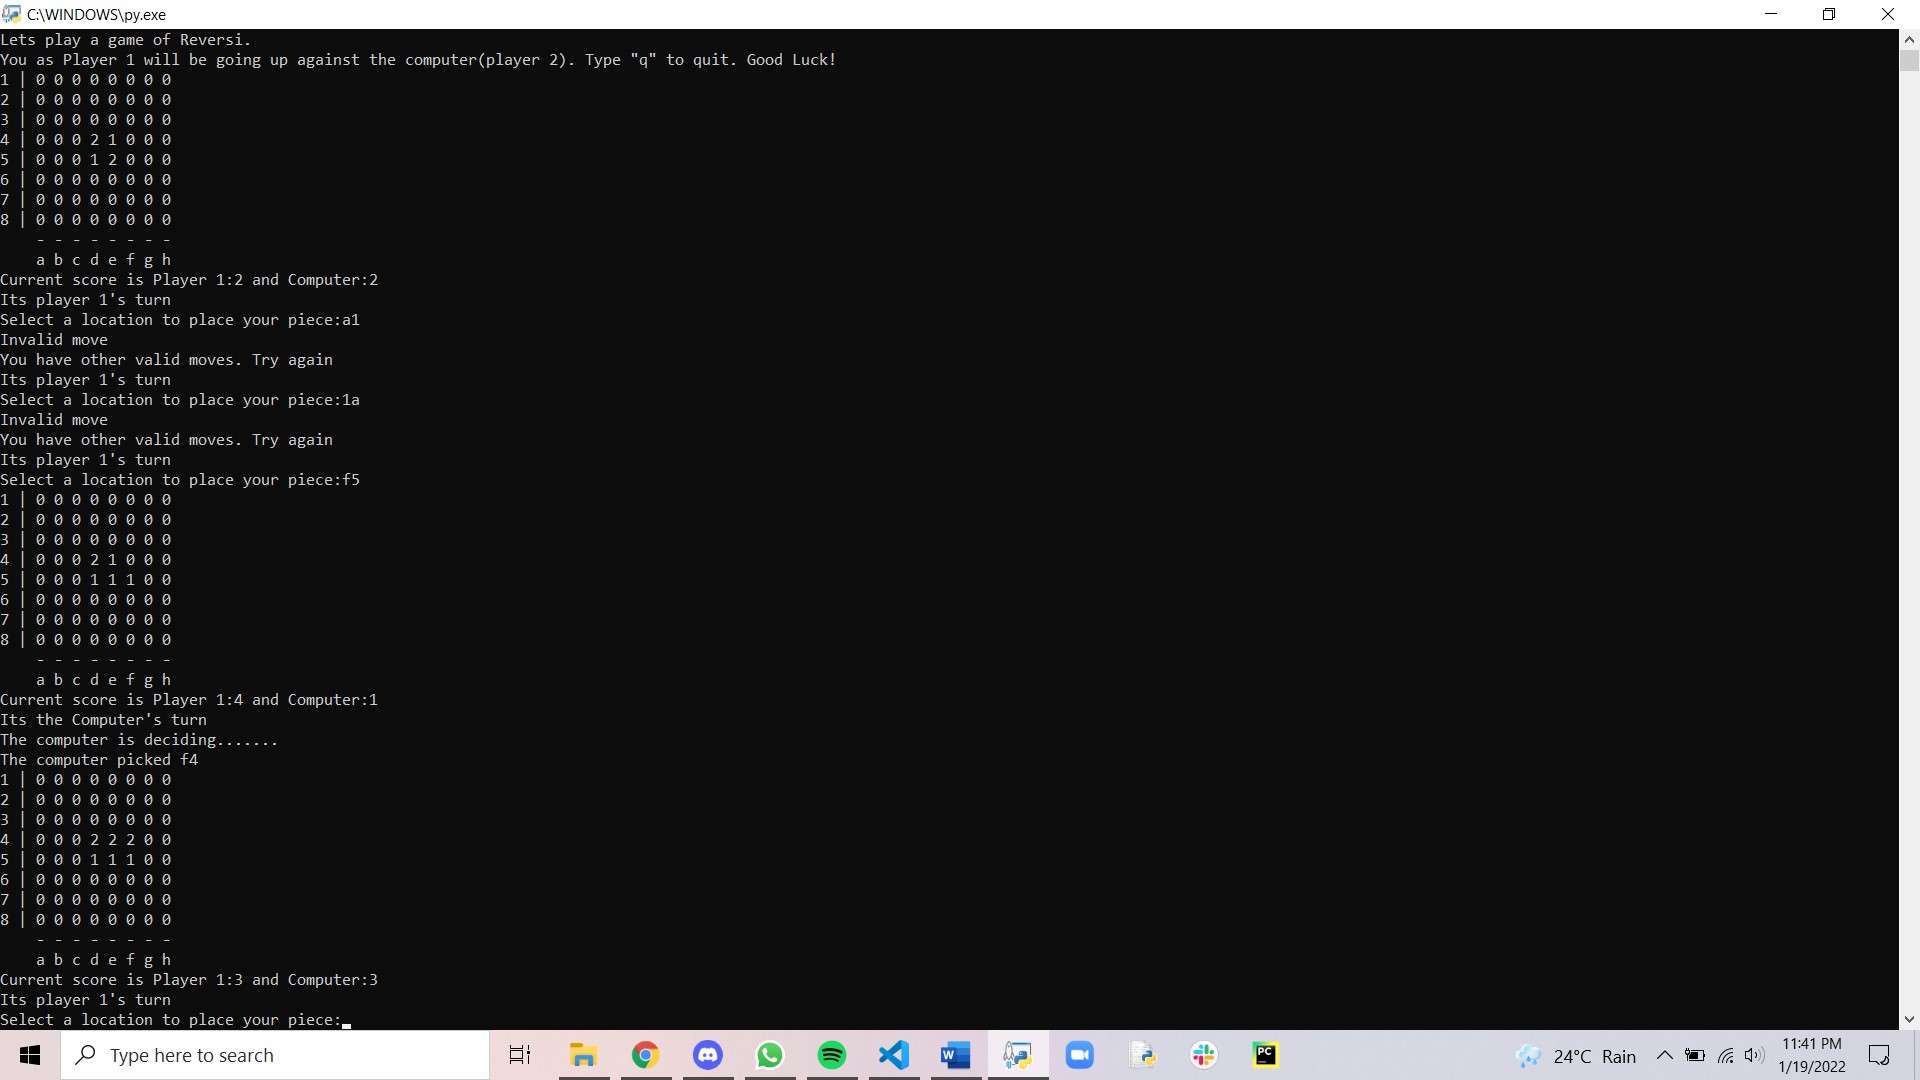 C:\WINDOWS\py.exe
Lets play a game of Reversi.
You as Player 1 will be going up against the computer(player 2). Type "q" to quit. Good Luck!
1 | 0 0 0 0 0 0 0 0
2 | 0 0 0 0 0 0 0 0
3 | 0 0 0 0 0 0 0 0
4 | 0 0 0 2 1 0 0 0
5 | 0 0 0 1 2 0 0 0
6 | 0 0 0 0 0 0 0 0
7 | 0 0 0 0 0 0 0 0
8 | 0 0 0 0 0 0 0 0
- - - - - - - -
a b c d e f g h
Current score is Player 1:2 and Computer:2
Its player 1's turn
Select a location to place your piece:a1
Invalid move
You have other valid moves. Try again
Its player 1's turn
Select a location to place your piece:1a
Invalid move
You have other valid moves. Try again
Its player 1's turn
Select a location to place your piece:f5
1 | 0 0 0 0 0 0 0 0
2 | 0 0 0 0 0 0 0 0
3 | 0 0 0 0 0 0 0 0
4 | 0 0 0 2 1 0 0 0
5 | 0 0 0 1 1 1 0 0
6 | 0 0 0 0 0 0 0 0
7 | 0 0 0 0 0 0 0 0
8 | 0 0 0 0 0 0 0 0
- - - - - - - -
a b c d e f g h
Current score is Player 1:4 and Computer:1
Its the Computer's turn
The computer is deciding.......
The computer picked f4
1 | 0 0 0 0 0 0 0 0
2 | 0 0 0 0 0 0 0 0
3 | 0 0 0 0 0 0 0 0
4 | 0 0 0 2 2 2 0 0
5 | 0 0 0 1 1 1 0 0
6 | 0 0 0 0 0 0 0 0
7 | 0 0 0 0 0 0 0 0
8 | 0 0 0 0 0 0 0 0
- - - - - - - -
a b c d e f g h
Current score is Player 1:3 and Computer:3
Its player 1's turn
Select a location to place your piece:
Type here to search
W
PC
24°C Rain
11:41 PM
1/19/2022